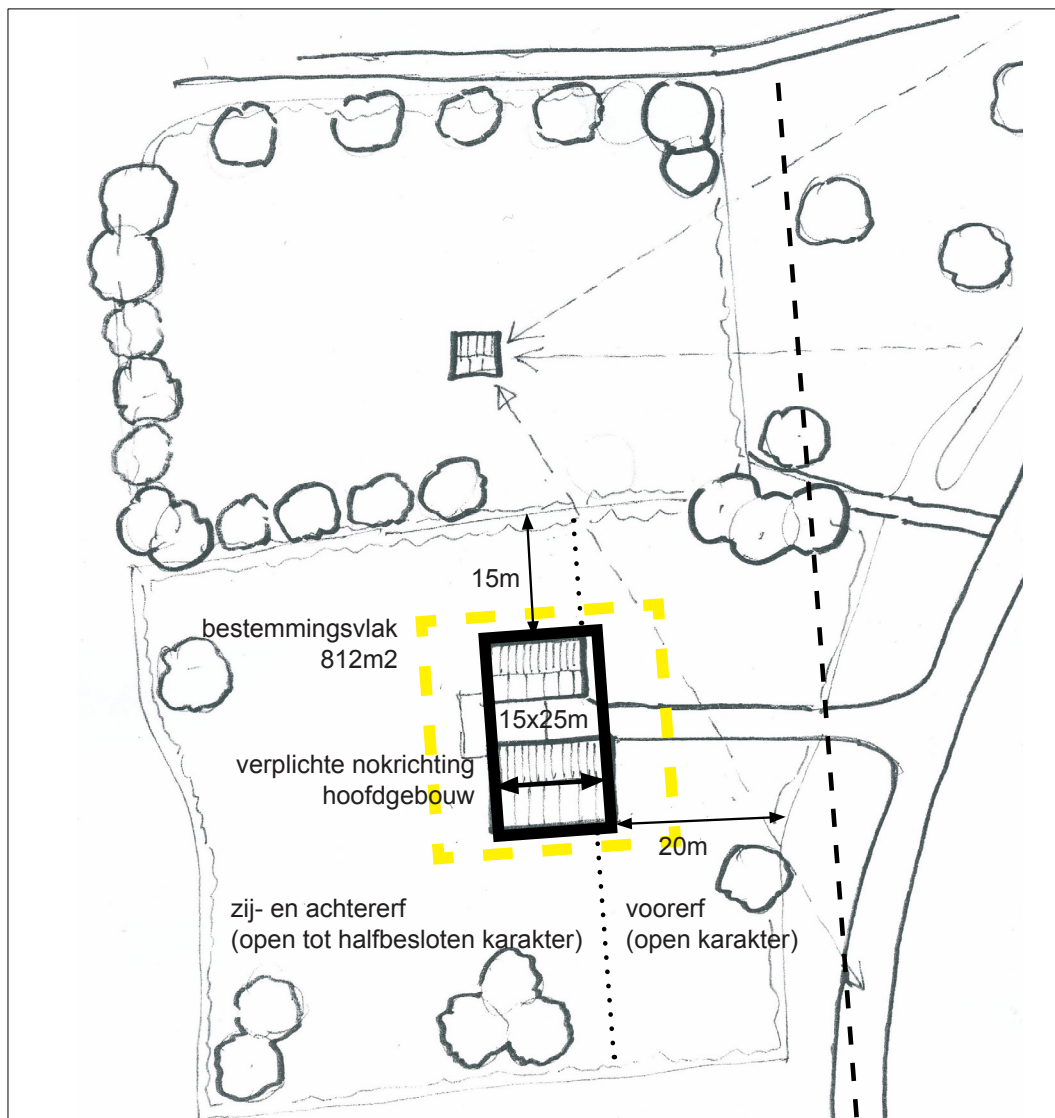 15m
bestemmingsvlak
812m2
15x25m
verplichte nokrichting
hoofdgebouw
20m
zij- en achtererf
(open tot halfbesloten karakter)
voorerf
(open karakter)